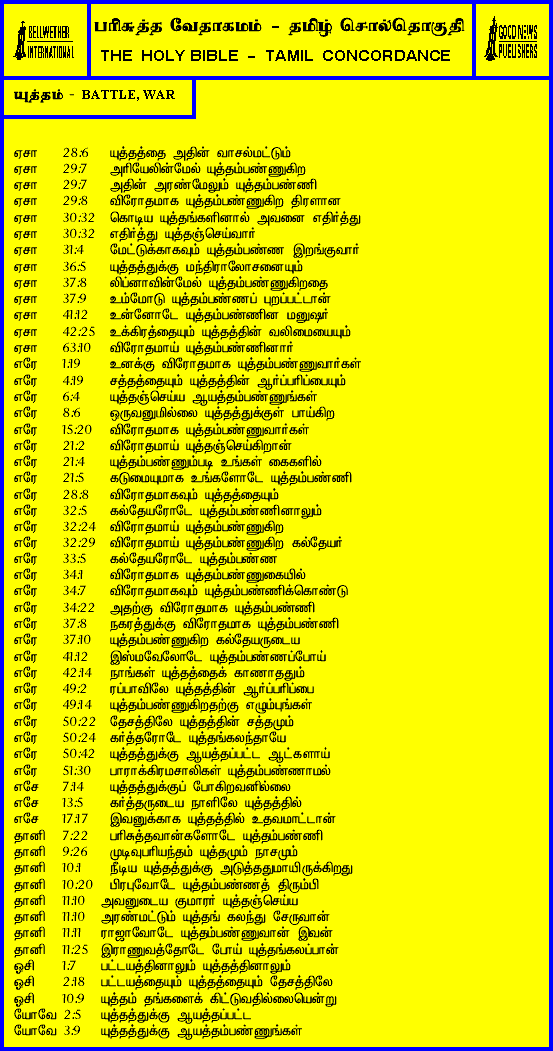 BELLWETHER
INTERNATIONAL
பரிசுத்த வேதாகமம் - தமிழ் சொல்தொகுதி
THE HOLY BIBLE - TAMIL CONCORDANCE
GOOD NEWS
PUBLISHERS
யுத்தம் - BATTLE, WAR
ஏசா 28:6 யுத்தத்தை அதின் வாசல்மட்டும்
ஏசா 29:7 அரியேலின்மேல் யுத்தம்பண்ணுகிற
ஏசா 29:7 அதின் அரண்மேலும் யுத்தம்பண்ணி
ஏசா 29:8 விரோதமாக யுத்தம்பண்ணுகிற திரளான
ஏசா 30:32 கொடிய யுத்தங்களினால் அவனை எதிர்த்து
ஏசா 30:32 எதிர்த்து யுத்தஞ்செய்வார்
ஏசா 31:4 மேட்டுக்காகவும் யுத்தம்பண்ண இறங்குவார்
ஏசா 36:5 யுத்தத்துக்கு மந்திராலோசனையும்
ஏசா 37:8 லிப்னாவின்மேல் யுத்தம்பண்ணுகிறதை
ஏசா 37:9 உம்மோடு யுத்தம்பண்ணப் புறப்பட்டான்
ஏசா 41:12 உன்னோடே யுத்தம்பண்ணின மனுஷர்
ஏசா 42:25 உக்கிரத்தையும் யுத்தத்தின் வலிமையையும்
ஏசா 63:10 விரோதமாய் யுத்தம்பண்ணினார்
எரே 1:19 உனக்கு விரோதமாக யுத்தம்பண்ணுவார்கள்
எரே 4:19 சத்தத்தையும் யுத்தத்தின் ஆர்ப்பரிப்பையும்
எரே 6:4 யுத்தஞ்செய்ய ஆயத்தம்பண்ணுங்கள்
எரே 8:6 ஒருவனுமில்லை யுத்தத்துக்குள் பாய்கிற
எரே 15:20 விரோதமாக யுத்தம்பண்ணுவார்கள்
எரே 21:2 விரோதமாய் யுத்தஞ்செய்கிறான்
எரே 21:4 யுத்தம்பண்ணும்படி உங்கள் கைகளில்
எரே 21:5 கடுமையுமாக உங்களோடே யுத்தம்பண்ணி
எரே 28:8 விரோதமாகவும் யுத்தத்தையும்
எரே 32:5 கல்தேயரோடே யுத்தம்பண்ணினாலும்
எரே 32:24 விரோதமாய் யுத்தம்பண்ணுகிற
எரே 32:29 விரோதமாய் யுத்தம்பண்ணுகிற கல்தேயர்
எரே 33:5 கல்தேயரோடே யுத்தம்பண்ண
எரே 34:1 விரோதமாக யுத்தம்பண்ணுகையில்
எரே 34:7 விரோதமாகவும் யுத்தம்பண்ணிக்கொண்டு
எரே 34:22 அதற்கு விரோதமாக யுத்தம்பண்ணி
எரே 37:8 நகரத்துக்கு விரோதமாக யுத்தம்பண்ணி
எரே 37:10 யுத்தம்பண்ணுகிற கல்தேயருடைய
எரே 41:12 இஸ்மவேலோடே யுத்தம்பண்ணப்போய்
எரே 42:14 நாங்கள் யுத்தத்தைக் காணாததும்
எரே 49:2 ரப்பாவிலே யுத்தத்தின் ஆர்ப்பரிப்பை
எரே 49:14 யுத்தம்பண்ணுகிறதற்கு எழும்புங்கள்
எரே 50:22 தேசத்திலே யுத்தத்தின் சத்தமும்
எரே 50:24 கர்த்தரோடே யுத்தங்கலந்தாயே
எரே 50:42 யுத்தத்துக்கு ஆயத்தப்பட்ட ஆட்களாய்
எரே 51:30 பாராக்கிரமசாலிகள் யுத்தம்பண்ணாமல்
எசே 7:14 யுத்தத்துக்குப் போகிறவனில்லை
எசே 13:5 கர்த்தருடைய நாளிலே யுத்தத்தில்
எசே 17:17 இவனுக்காக யுத்தத்தில் உதவமாட்டான்
தானி 7:22 பரிசுத்தவான்களோடே யுத்தம்பண்ணி
தானி 9:26 முடிவுபரியந்தம் யுத்தமும் நாசமும்
தானி 10:1 நீடிய யுத்தத்துக்கு அடுத்ததுமாயிருக்கிறது
தானி 10:20 பிரபுவோடே யுத்தம்பண்ணத் திரும்பி
தானி 11:10 அவனுடைய குமாரர் யுத்தஞ்செய்ய
தானி 11:10 அரண்மட்டும் யுத்தங் கலந்து சேருவான்
தானி 11:11 ராஜாவோடே யுத்தம்பண்ணுவான் இவன்
தானி 11:25 இராணுவத்தோடே போய் யுத்தங்கலப்பான்
ஓசி 1:7 பட்டயத்தினாலும் யுத்தத்தினாலும்
ஓசி 2:18 பட்டயத்தையும் யுத்தத்தையும் தேசத்திலே
ஓசி 10:9 யுத்தம் தங்களைக் கிட்டுவதில்லையென்று
யோவே 2:5 யுத்தத்துக்கு ஆயத்தப்பட்ட
யோவே 3:9 யுத்தத்துக்கு ஆயத்தம்பண்ணுங்கள்